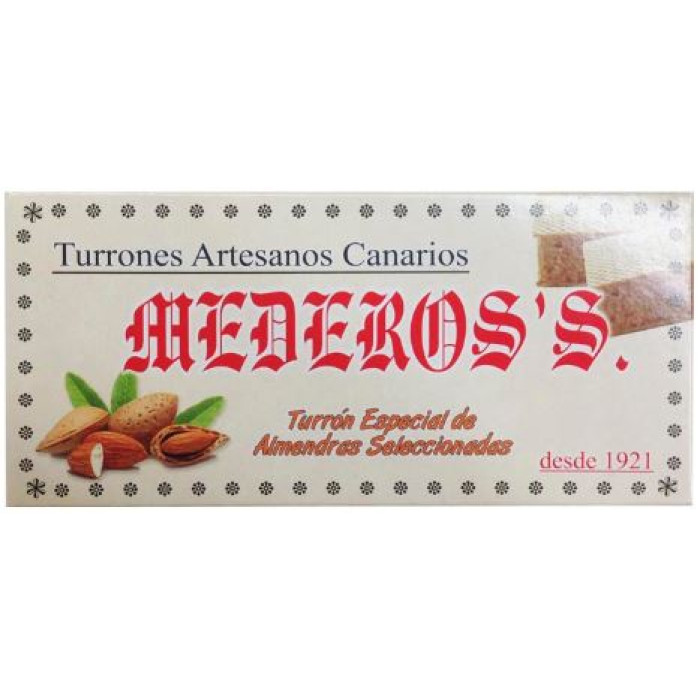 Turrones Artesanos Canarios
MEDEROS'S.
Turrón Especial de
Almendras Seleccionadas
desde 1921